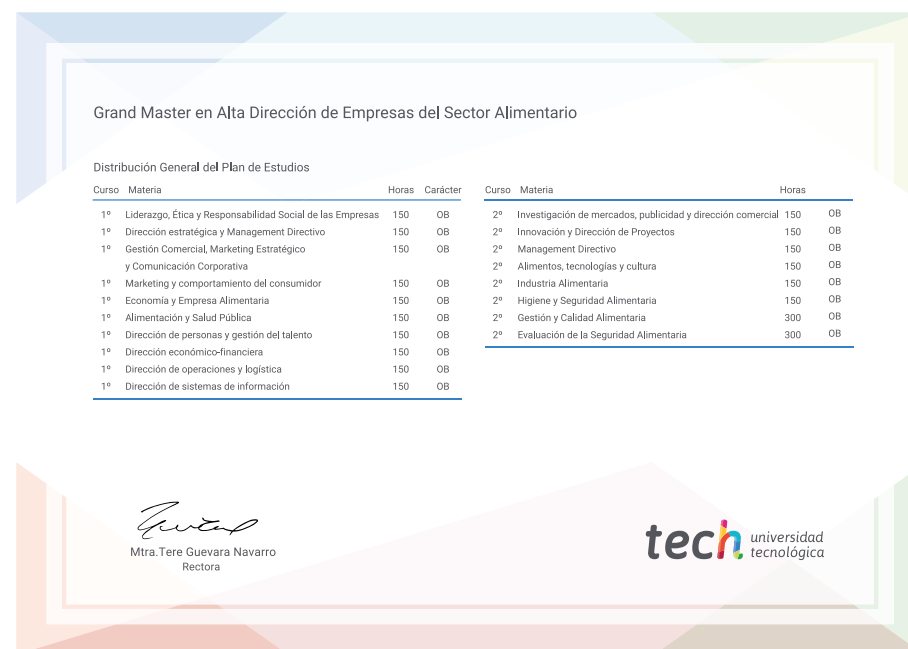 Grand Master en Alta Dirección de Empresas del Sector Alimentario
Distribución General del Plan de Estudios
Curso Materia Horas Carácter
1º Liderazgo, Ética y Responsabilidad Social de las Empresas 150 OB
1º Dirección estratégica y Management Directivo 150 OB
1º Gestión Comercial, Marketing Estratégico 150 OB
y Comunicación Corporativa
1º Marketing y comportamiento del consumidor 150 OB
1º Economía y Empresa Alimentaria 150 OB
1º Alimentación y Salud Pública 150 OB
1º Dirección de personas y gestión del talento 150 OB
1º Dirección económico-financiera 150 OB
1º Dirección de operaciones y logística 150 OB
1º Dirección de sistemas de información 150 OB
Curso Materia Horas
2º Investigación de mercados, publicidad y dirección comercial 150 OB
2º Innovación y Dirección de Proyectos 150 OB
2º Management Directivo 150 OB
2º Alimentos, tecnologías y cultura 150 OB
2º Industria Alimentaria 150 OB
2º Higiene y Seguridad Alimentaria 150 OB
2º Gestión y Calidad Alimentaria 300 OB
2º Evaluación de la Seguridad Alimentaria 300 OB
Mtra.Tere Guevara Navarro
Rectora
tech universidad
tecnológica